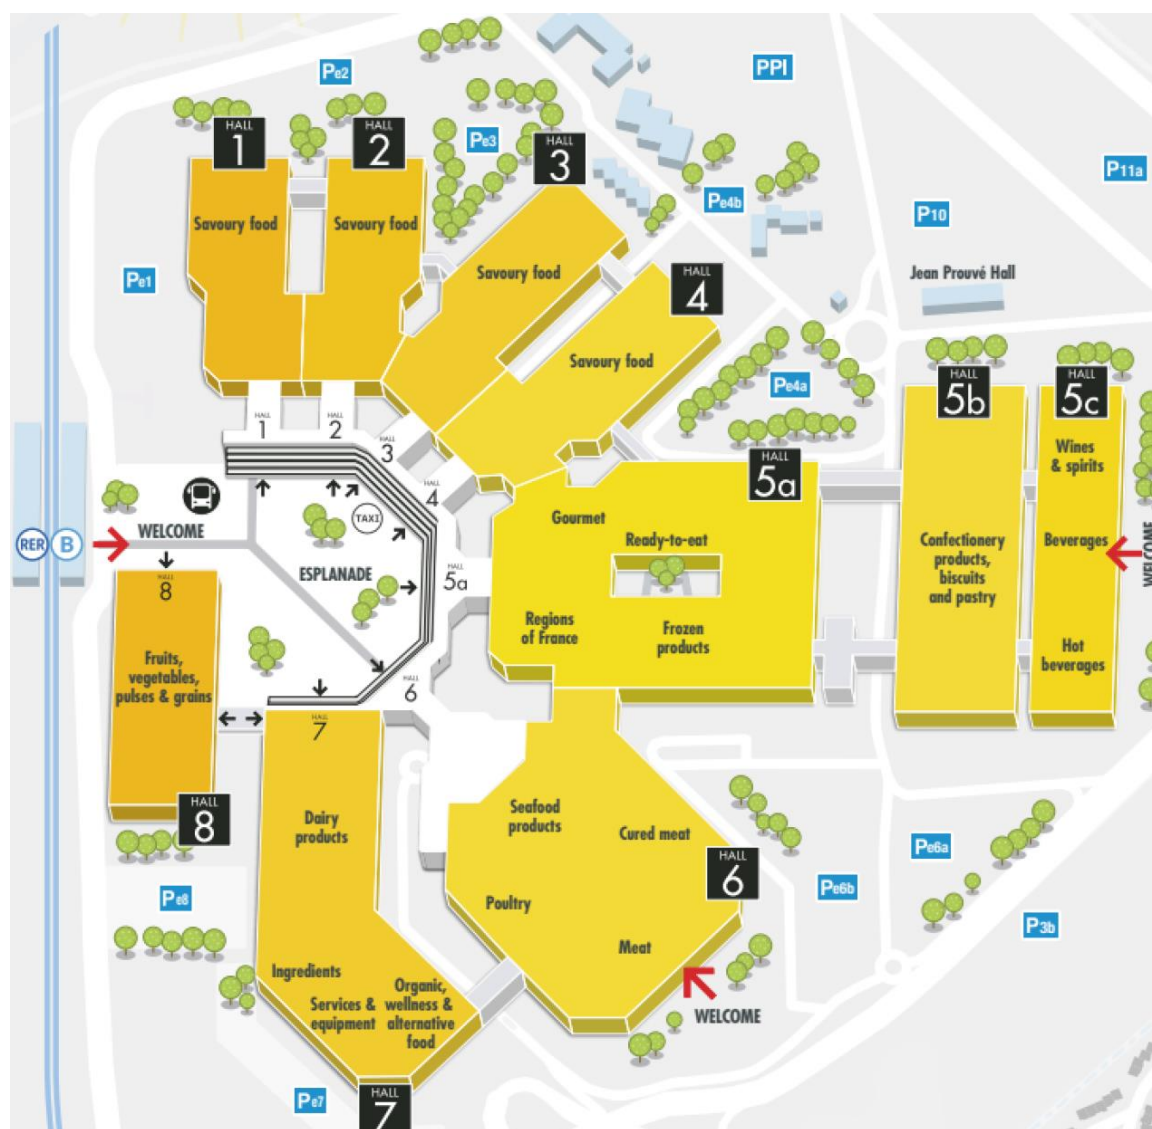 Pe2
PPI
HALL
1
HALL
2
Pe3
HALL
3
P11a
Pe4b
P10
Savoury food
Savoury food
Savoury food
Pe1
HALL
4
Jean Prouvé Hall
Savoury food
Pe4a
HALL
5b
HALL
5c
HALL
1
HALL
2
HALL
3
HALL
4
HALL
5a
Wines
& spirits
Gourmet
TAXI
WELCOME
RER
B
Ready-to-eat
Confectionery
products,
biscuits
and pastry
Beverages
WELCOME
HALL
8
ESPLANADE
HALL
5a
Regions
of France
Frozen
products
Hot
beverages
Fruits,
vegetables,
pulses & grains
HALL
6
HALL
7
HALL
8
Dairy
products
Seafood
products
Cured meat
Pe6a
HALL
6
Pe6b
Pe8
Poultry
P3b
Meat
Ingredients
Services &
equipment
Organic,
wellness &
alternative
food
WELCOME
Pe7
HALL
7